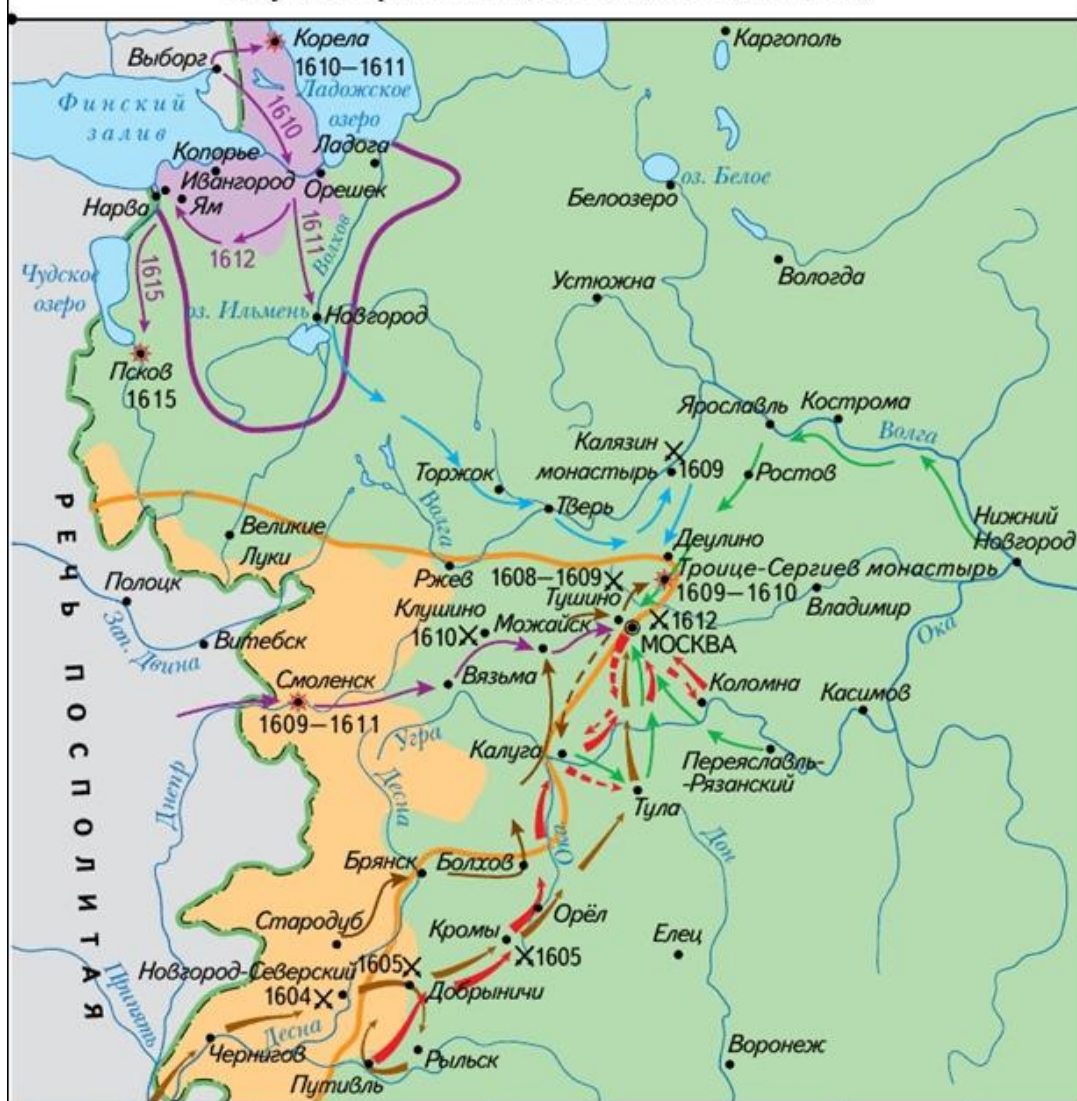 Каргополь
Корела
1610–1611
Выборг
Ладожское
озеро
Финский
залив
1610
Ладога
Копорье
Ивангород
Орешек
оз. Белое
Белоозеро
Нарва
Ям
1611
Волхов
1612
Чудское
озеро
1615
Вологда
Устюжна
оз. Ильмень
Новгород
Псков
1615
Ярославль
Кострома
Волга
Калязин
монастырь
1609
Ростов
Торжок
Тверь
Волга
Нижний
Новгород
РЕЧЬ ПОСПОЛИТАЯ
Великие
Луки
Деулино
Ржев
1608–1609
Троице-Сергиев монастырь
1609–1610
Тушино
Полоцк
Владимир
Клушино
1610
Можайск
1612
МОСКВА
Ока
Зап. Двина
Витебск
Вязьма
Смоленск
1609–1611
Коломна
Касимов
Угра
Калуга
Переяславль-
-Рязанский
Днепр
Десна
Тула
Ока
Дон
Брянск
Болхов
Орёл
Стародуб
Кромы
1605
Елец
Новгород-Северский
1605
1604
Добрыничи
Припять
Десна
Чернигов
Рыльск
Воронеж
Путивль